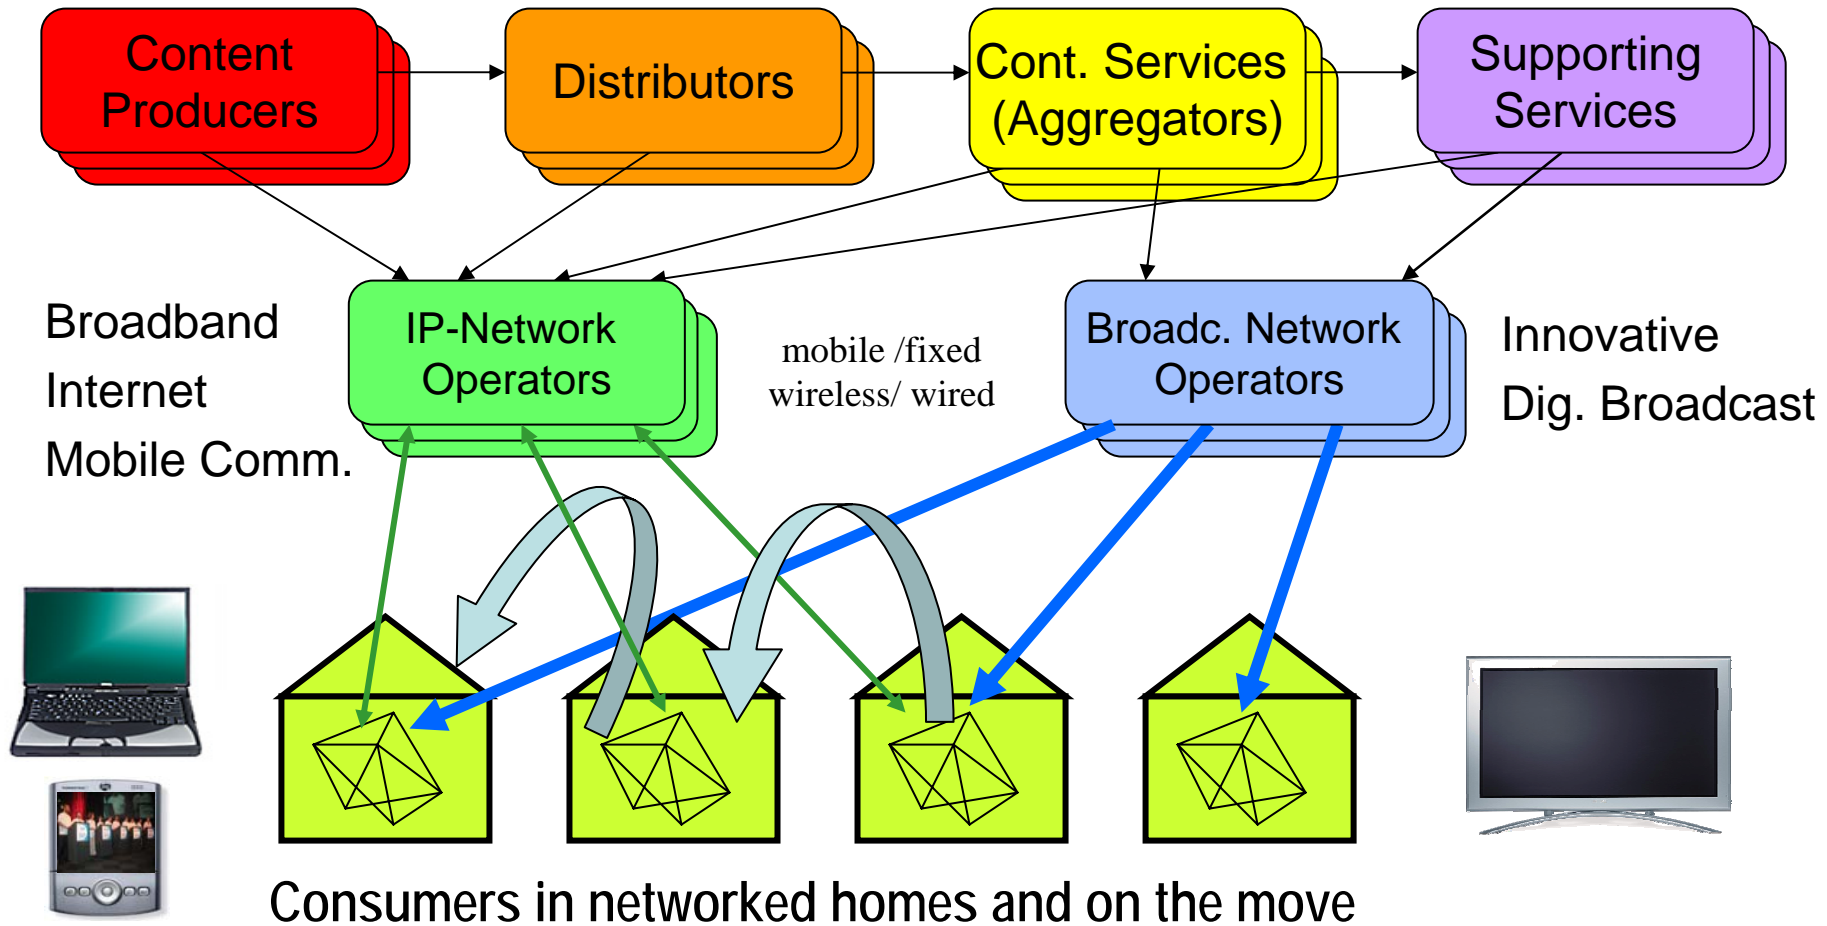 Content
Producers
Distributors
Cont. Services
(Aggregators)
Supporting
Services
Broadband
Internet
Mobile Comm.
IP-Network
Operators
mobile /fixed
wireless/ wired
Broadc. Network
Operators
Innovative
Dig. Broadcast
Consumers in networked homes and on the move